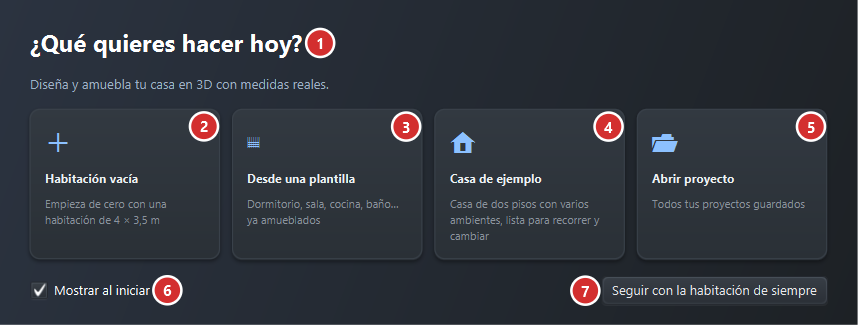 ¿Qué quieres hacer hoy? 1
Diseña y amuebla tu casa en 3D con medidas reales.
2
Habitación vacía
Empieza de cero con una
habitación de 4 × 3,5 m
3
Desde una plantilla
Dormitorio, sala, cocina, baño...
ya amueblados
4
Casa de ejemplo
Casa de dos pisos con varios
ambientes, lista para recorrer y
cambiar
5
Abrir proyecto
Todos tus proyectos guardados
Mostrar al iniciar 6
7 Seguir con la habitación de siempre